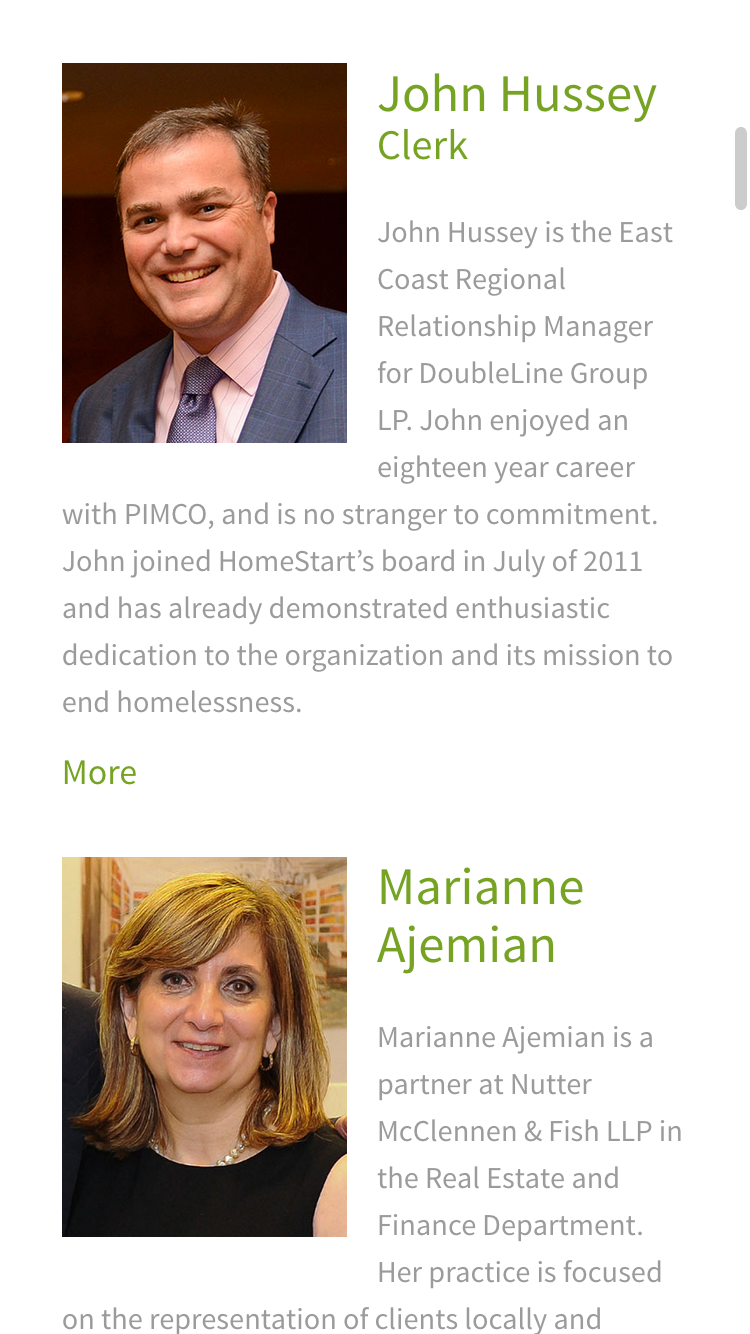 John Hussey
Clerk
John Hussey is the East
Coast Regional
Relationship Manager
for DoubleLine Group
LP. John enjoyed an
eighteen year career
with PIMCO, and is no stranger to commitment.
John joined HomeStart’s board in July of 2011
and has already demonstrated enthusiastic
dedication to the organization and its mission to
end homelessness.
More
Marianne
Ajemian
Marianne Ajemian is a
partner at Nutter
McClennen & Fish LLP in
the Real Estate and
Finance Department.
Her practice is focused
on the representation of clients locally and